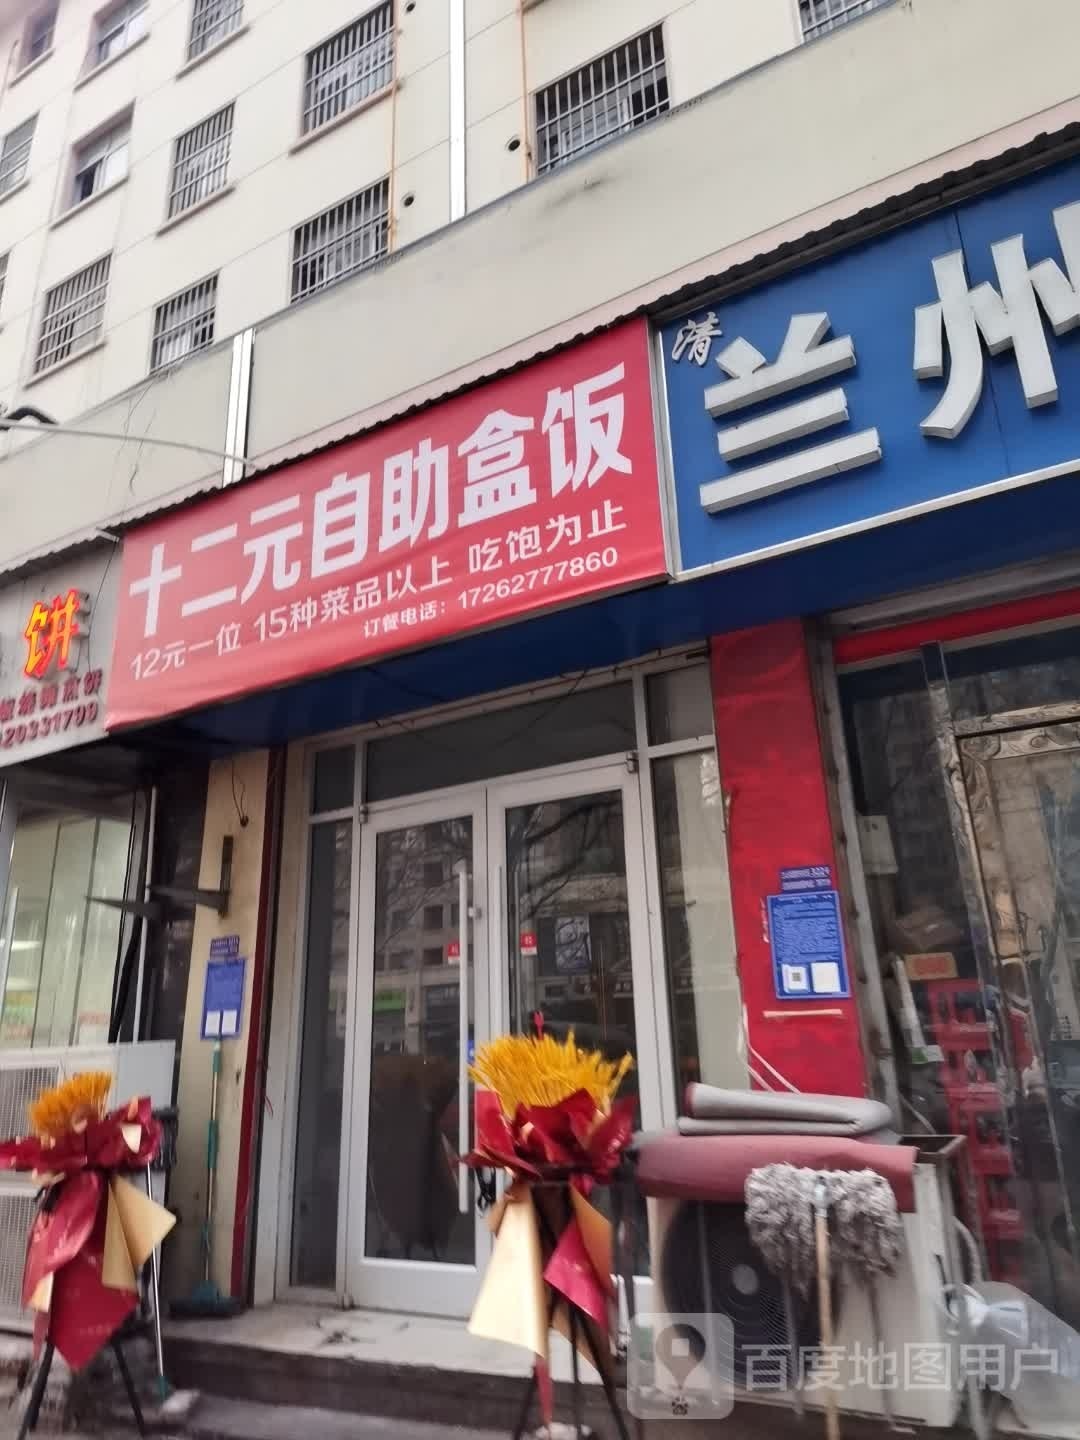 十二元自助盒饭
12元一位 15种菜品以上 吃饱为止
订餐电话：17262777860
清
兰州
饼
20331799
百度地图用户